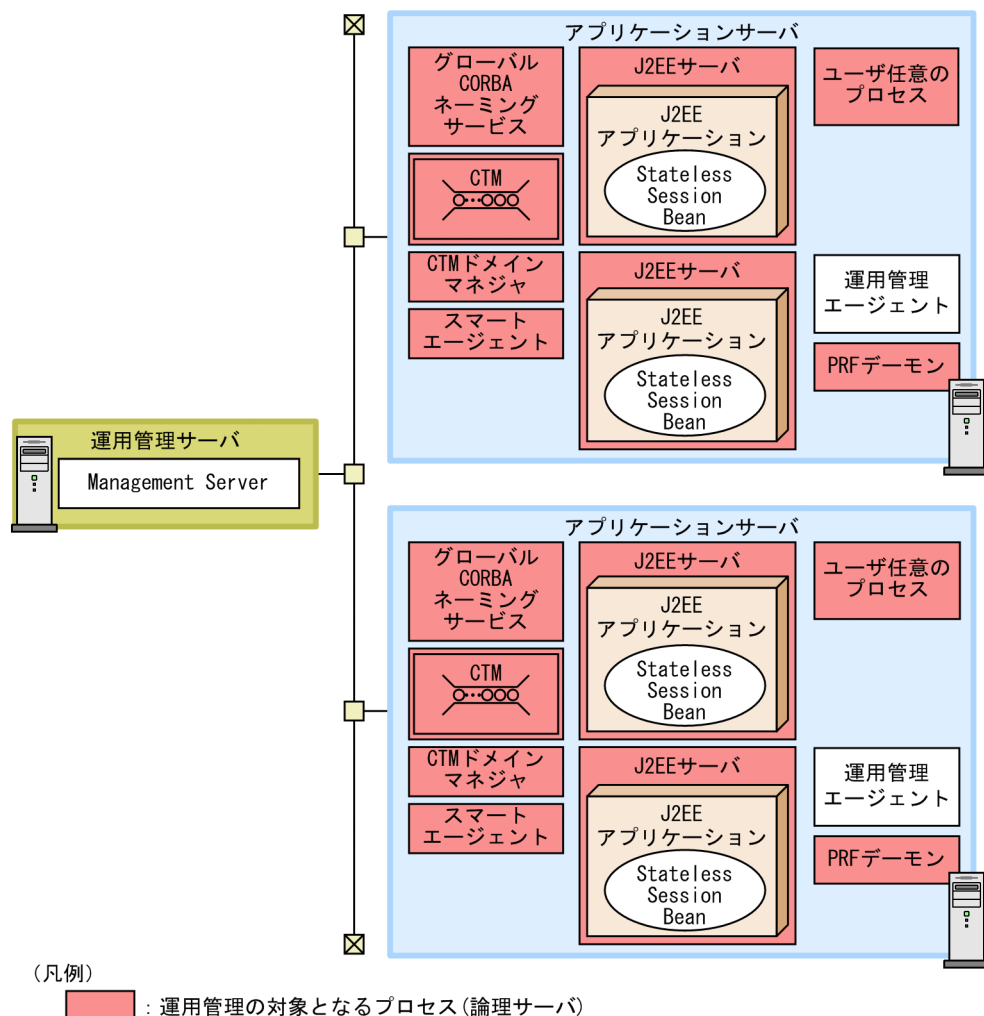 アプリケーションサーバ
グローバル
CORBA
ネーミング
サービス
CTM
CTMドメイン
マネジャ
スマート
エージェント
J2EEサーバ
J2EE
アプリケーション
Stateless
Session
Bean
J2EEサーバ
J2EE
アプリケーション
Stateless
Session
Bean
ユーザ任意の
プロセス
運用管理
エージェント
PRFデーモン
運用管理サーバ
Management Server
アプリケーションサーバ
グローバル
CORBA
ネーミング
サービス
CTM
CTMドメイン
マネジャ
スマート
エージェント
J2EEサーバ
J2EE
アプリケーション
Stateless
Session
Bean
J2EEサーバ
J2EE
アプリケーション
Stateless
Session
Bean
ユーザ任意の
プロセス
運用管理
エージェント
PRFデーモン
（凡例）
：運用管理の対象となるプロセス(論理サーバ)